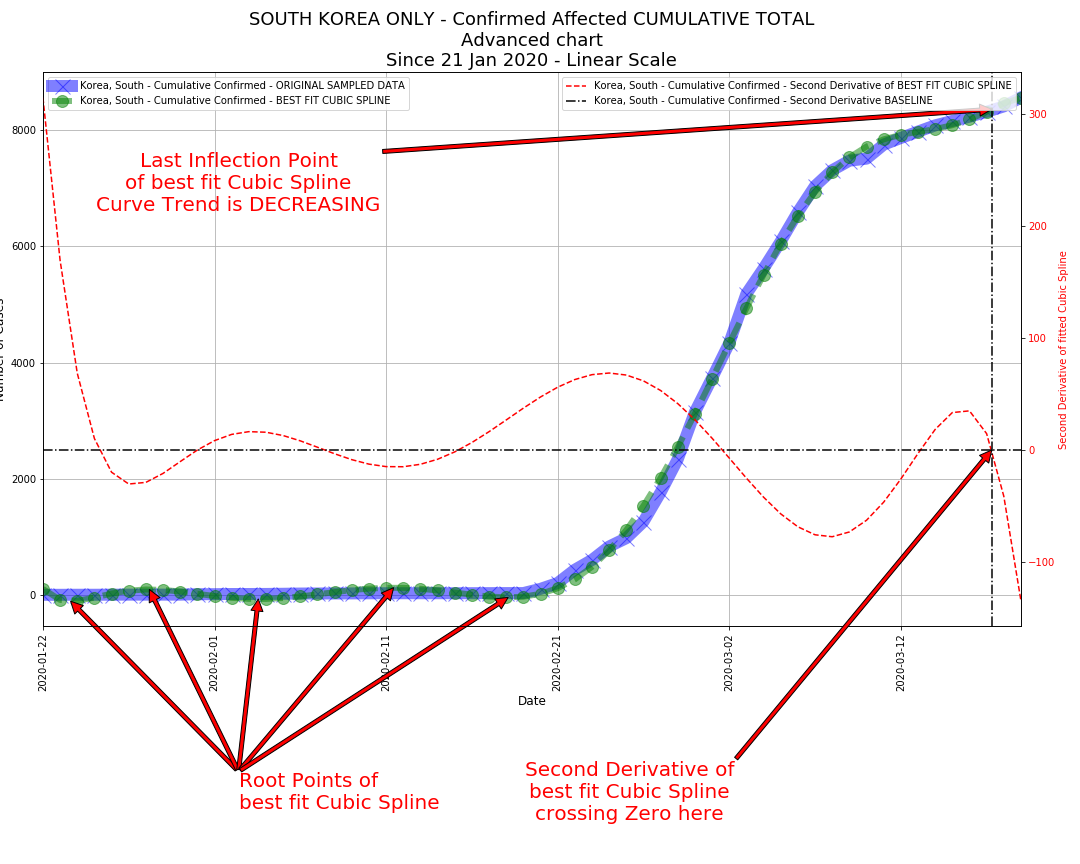 SOUTH KOREA ONLY - Confirmed Affected CUMULATIVE TOTAL
Advanced chart
Since 21 Jan 2020 - Linear Scale
Korea, South - Cumulative Confirmed - ORIGINAL SAMPLED DATA
Korea, South - Cumulative Confirmed - BEST FIT CUBIC SPLINE
Korea, South - Cumulative Confirmed - Second Derivative of BEST FIT CUBIC SPLINE
Korea, South - Cumulative Confirmed - Second Derivative BASELINE
Last Inflection Point
of best fit Cubic Spline
Curve Trend is DECREASING
8000
6000
4000
2000
0
Number of Cases
300
200
100
0
−100
Second Derivative of fitted Cubic Spline
2020-01-22
2020-02-01
2020-02-11
2020-02-21
2020-03-02
2020-03-12
Date
Root Points of
best fit Cubic Spline
Second Derivative of
best fit Cubic Spline
crossing Zero here